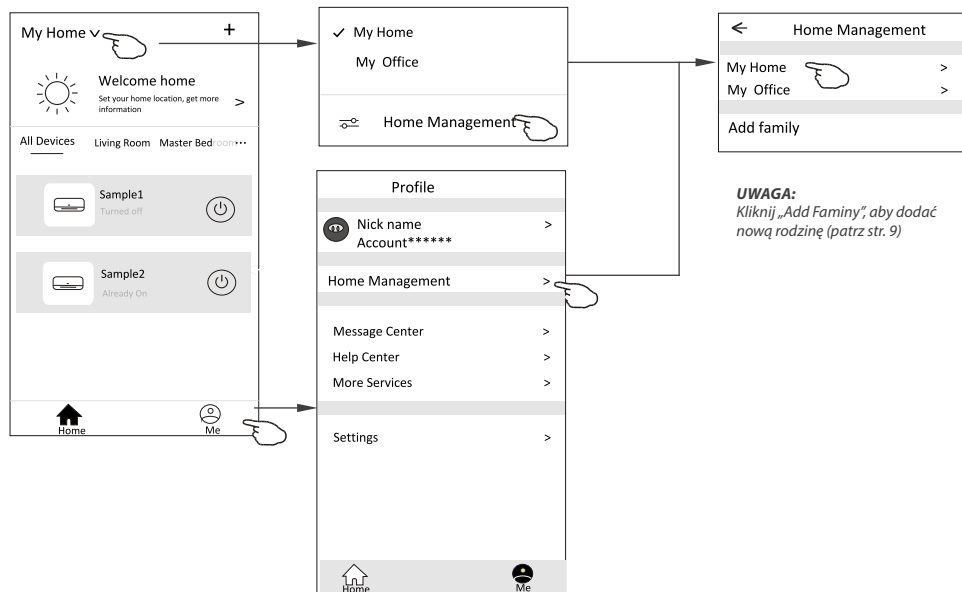 My Home
+
Welcome home
Set your home location, get more
information
>
All Devices Living Room Master Bedroom...
Sample1
Turned off
Sample2
Already On
Home
Me
✓ My Home
My Office
Home Management
Profile
Nick name >
Account******
Home Management >
Message Center >
Help Center >
More Services >
Settings >
Home
Me
Home Management
My Home >
My Office >
Add family
UWAGA:
Kliknij „Add Faminy”, aby dodać
nową rodzinę (patrz str. 9)